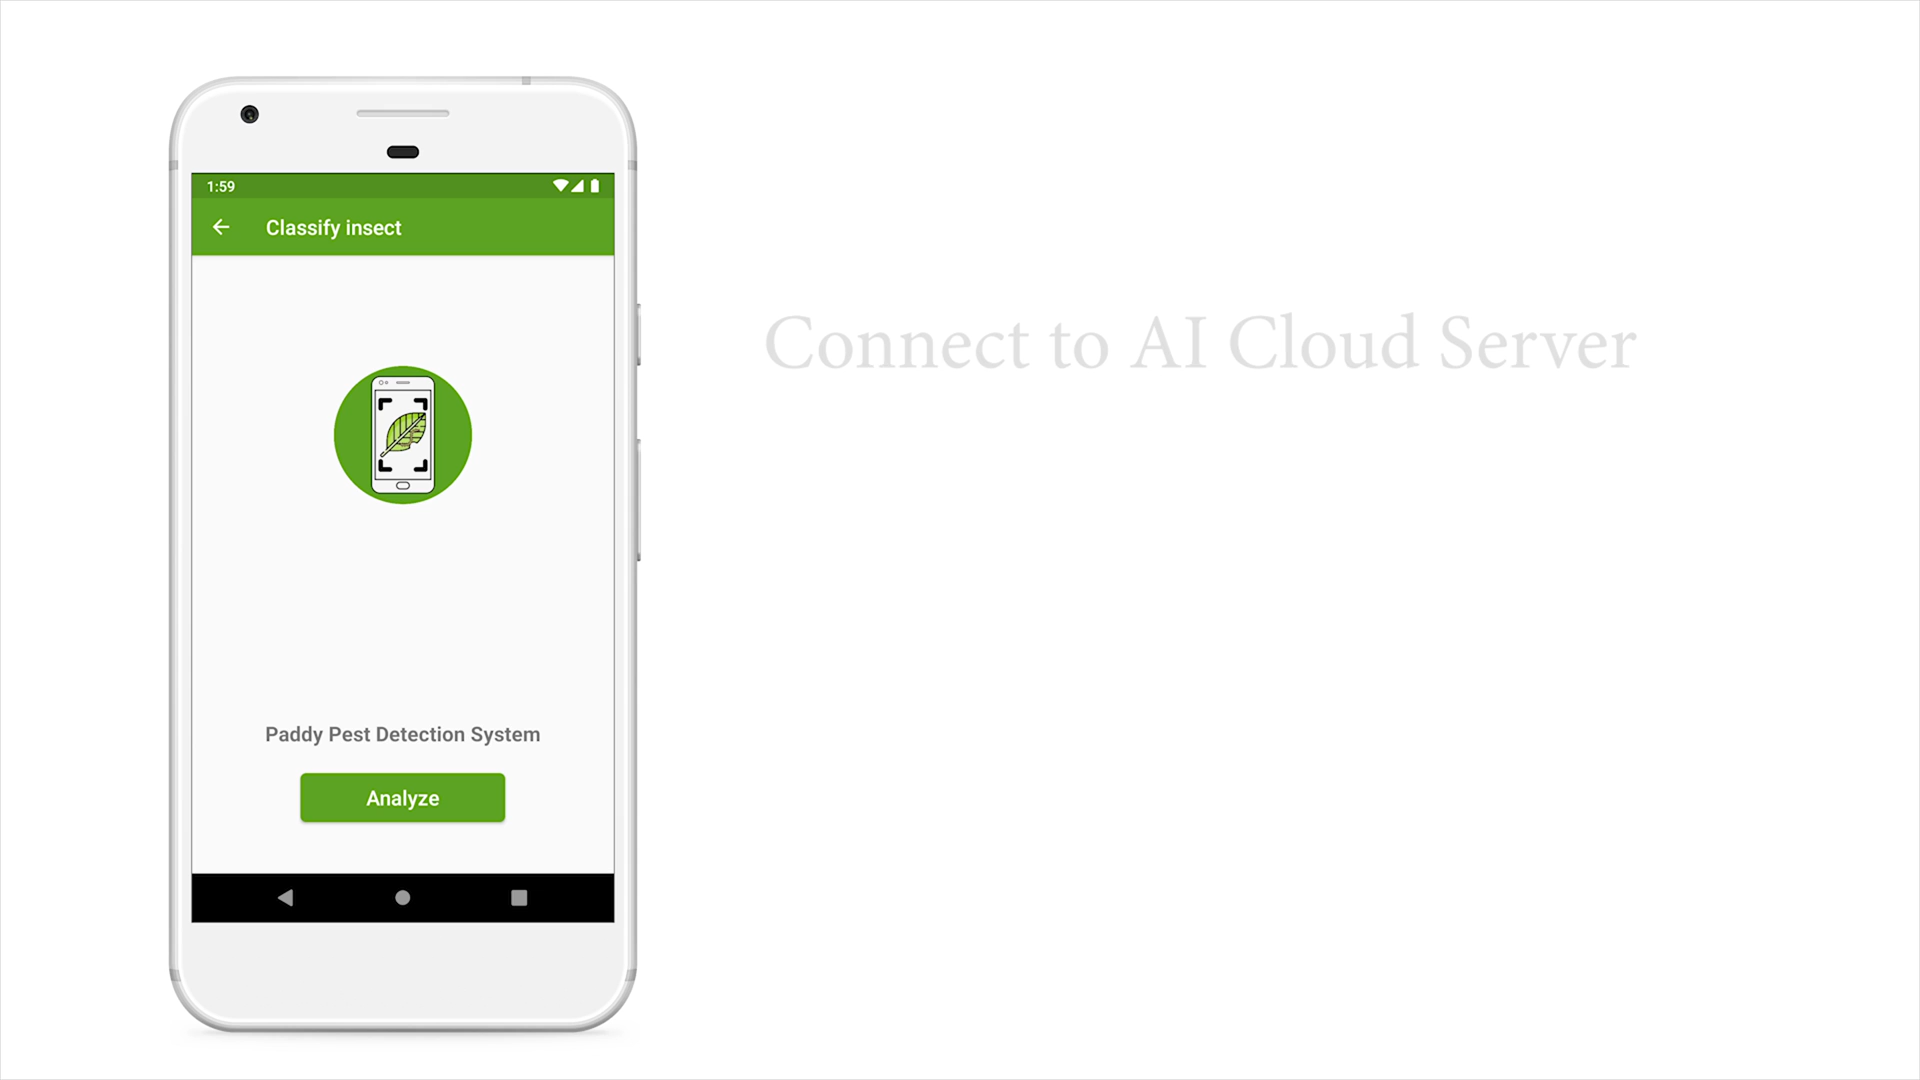 1:59
Classify insect
Connect to AI Cloud Server
Paddy Pest Detection System
Analyze